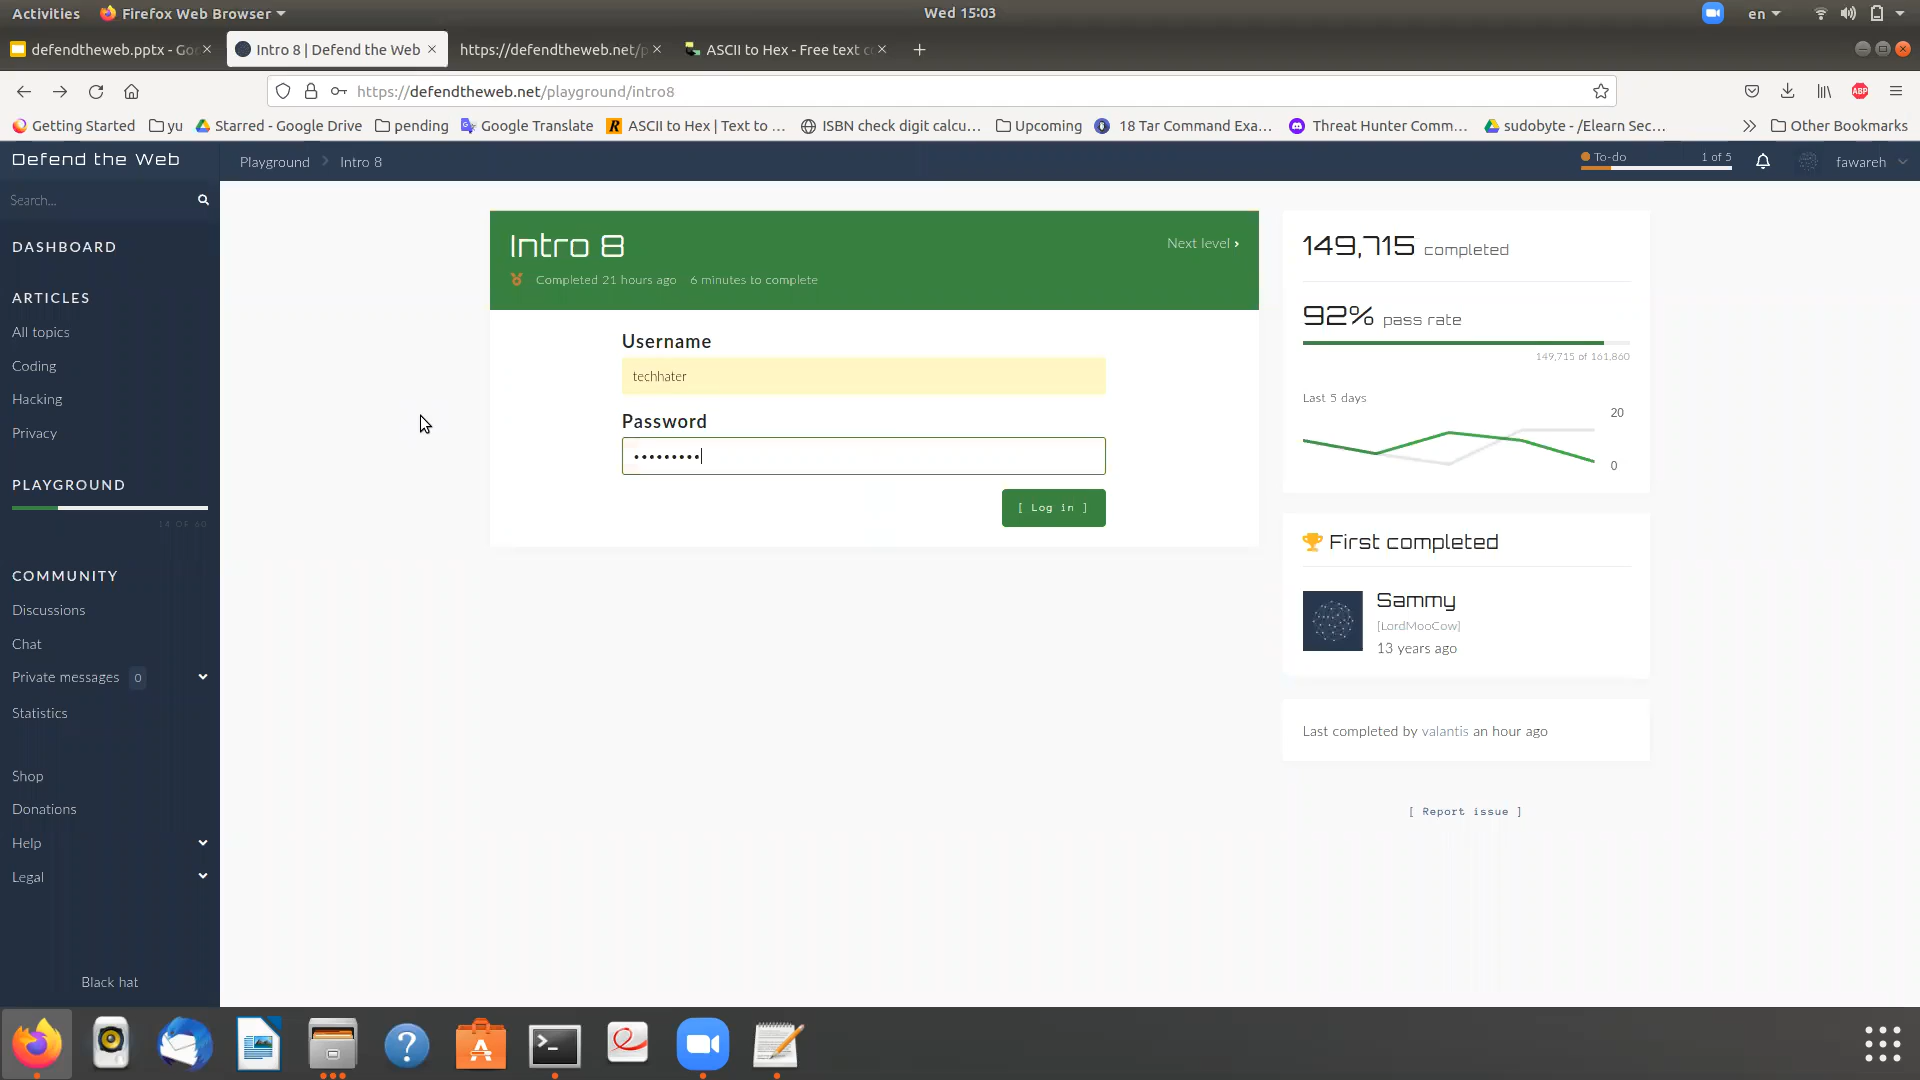 Activities Firefox Web Browser Wed 15:03 en
defendtheweb.pptx - Go Intro 8 | Defend the Web https://defendtheweb.net/p ASCII to Hex - Free text c
https://defendtheweb.net/playground/intro8
Getting Started yu Starred - Google Drive pending Google Translate ASCII to Hex | Text to ... ISBN check digit calcu... Upcoming 18 Tar Command Exa... Threat Hunter Comm... sudobyte - /Elearn Sec... Other Bookmarks
Defend the Web Playground Intro 8 To-do 1 of 5 fawareh
Search...
DASHBOARD
ARTICLES
All topics
Coding
Hacking
Privacy
PLAYGROUND
14 OF 60
COMMUNITY
Discussions
Chat
Private messages 0
Statistics
Shop
Donations
Help
Legal
Black hat
Intro 8
Next level ›
Completed 21 hours ago 6 minutes to complete
Username
techhater
Password
•••••••••
[ Log in ]
149,715 completed
92% pass rate
149,715 of 161,860
Last 5 days
20
0
First completed
Sammy
[LordMooCow]
13 years ago
Last completed by valantis an hour ago
[ Report issue ]